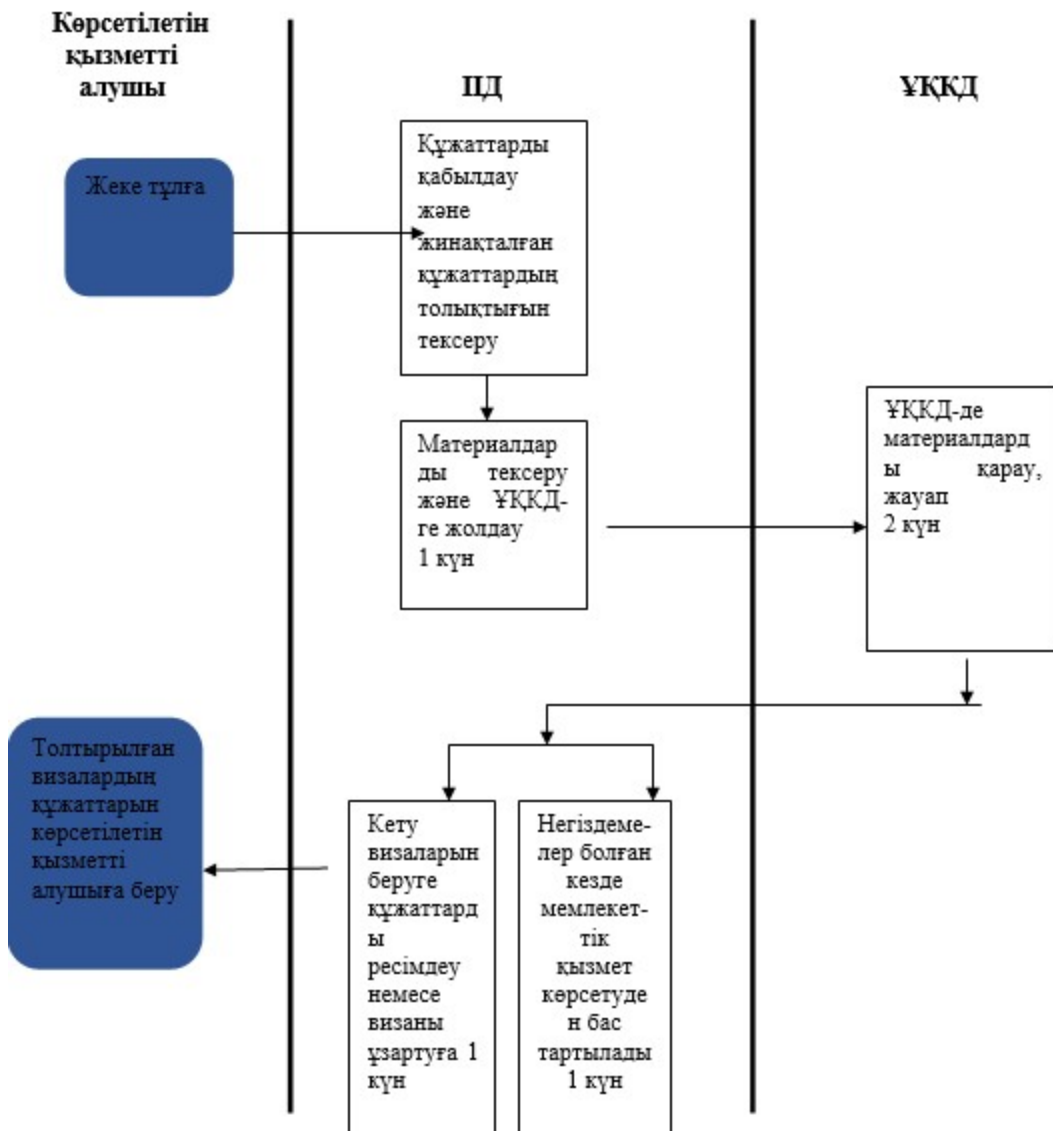 Көрсетілетін
қызметті
алушы
ПД
ҰҚКД
Жеке тұлға
Құжаттарды
қабылдау
және
жинақталған
құжаттардың
толықтығын
тексеру
Материалдар
ды тексеру
және ҰҚКД-
ге жолдау
1 күн
ҰҚКД-де
материалдард
ы қарау,
жауап
2 күн
Толтырылған
визалардың
құжаттарын
көрсетілетін
қызметті
алушыға беру
Кету
визаларын
беруге
құжаттард
ы
ресімдеу
немесе
визаны
ұзартуға 1
күн
Негіздеме-
лер болған
кезде
мемлекет-
тік
қызмет
көрсетуде
н бас
тартылады
1 күн